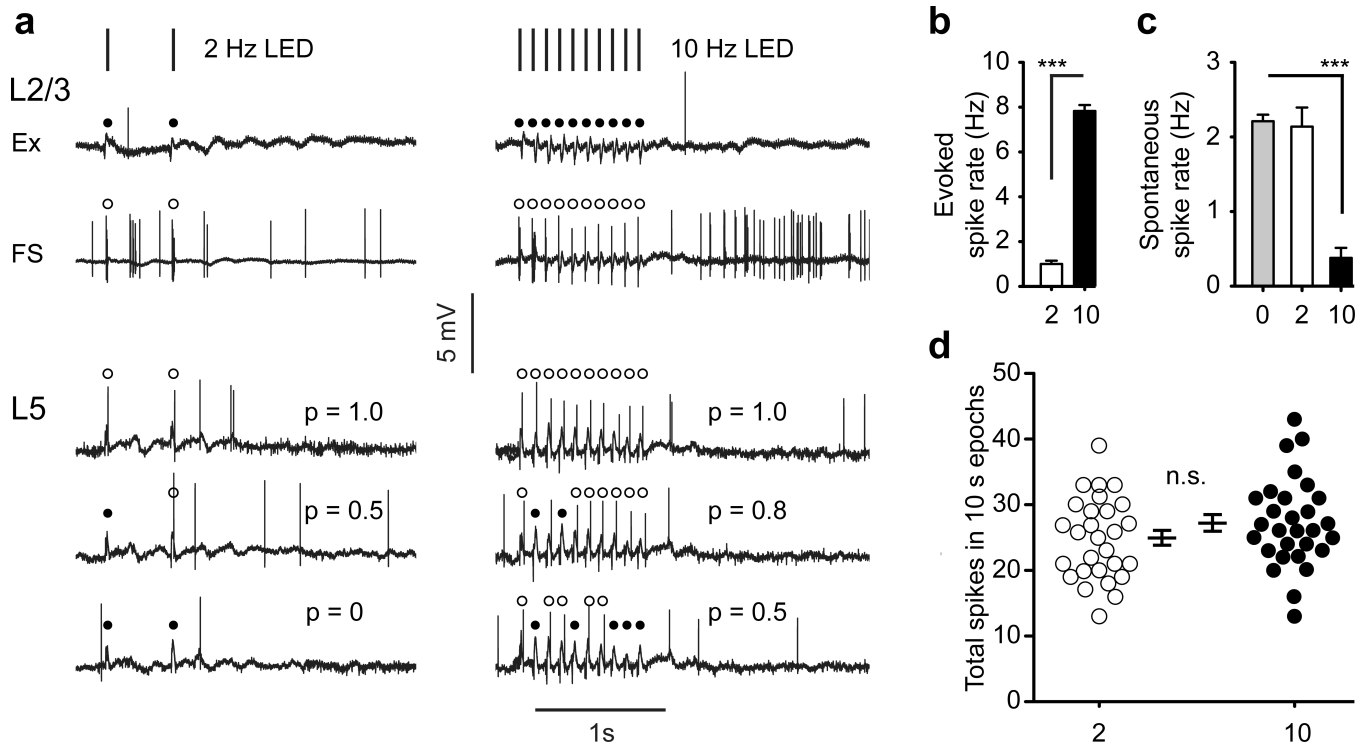 a
2 Hz LED
10 Hz LED
L2/3
Ex
FS
5 mV
L5
p = 1.0
p = 1.0
p = 0.5
p = 0.8
p = 0
p = 0.5
1s
b
Evoked
spike rate (Hz)
10
8
6
4
2
0
***
2 10
c
Spontaneous
spike rate (Hz)
3
2
1
0
***
0 2 10
d
Total spikes in 10 s epochs
50
40
30
20
10
0
n.s.
2 10